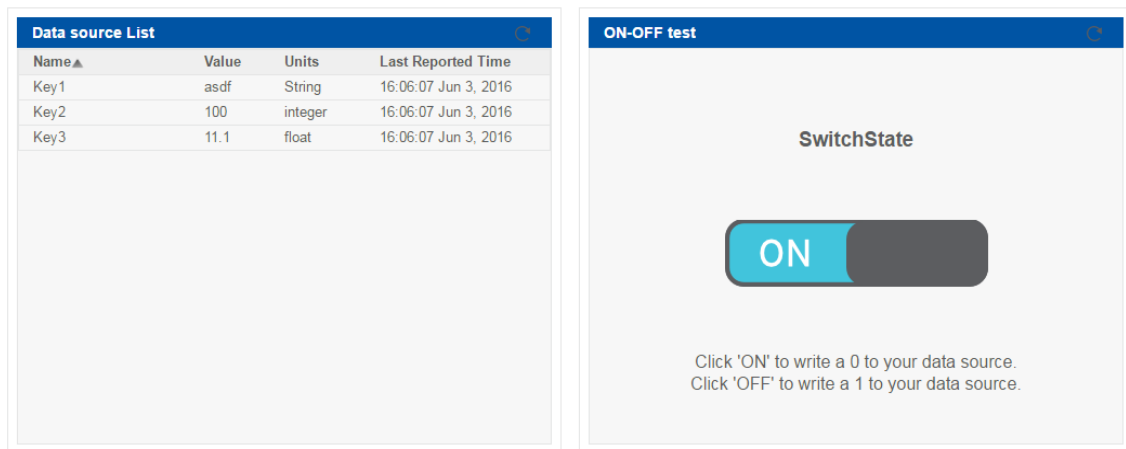 Data source List
Name Value Units Last Reported Time
Key1 asdf String 16:06:07 Jun 3, 2016
Key2 100 integer 16:06:07 Jun 3, 2016
Key3 11.1 float 16:06:07 Jun 3, 2016
ON-OFF test
SwitchState
ON
Click 'ON' to write a 0 to your data source.
Click 'OFF' to write a 1 to your data source.